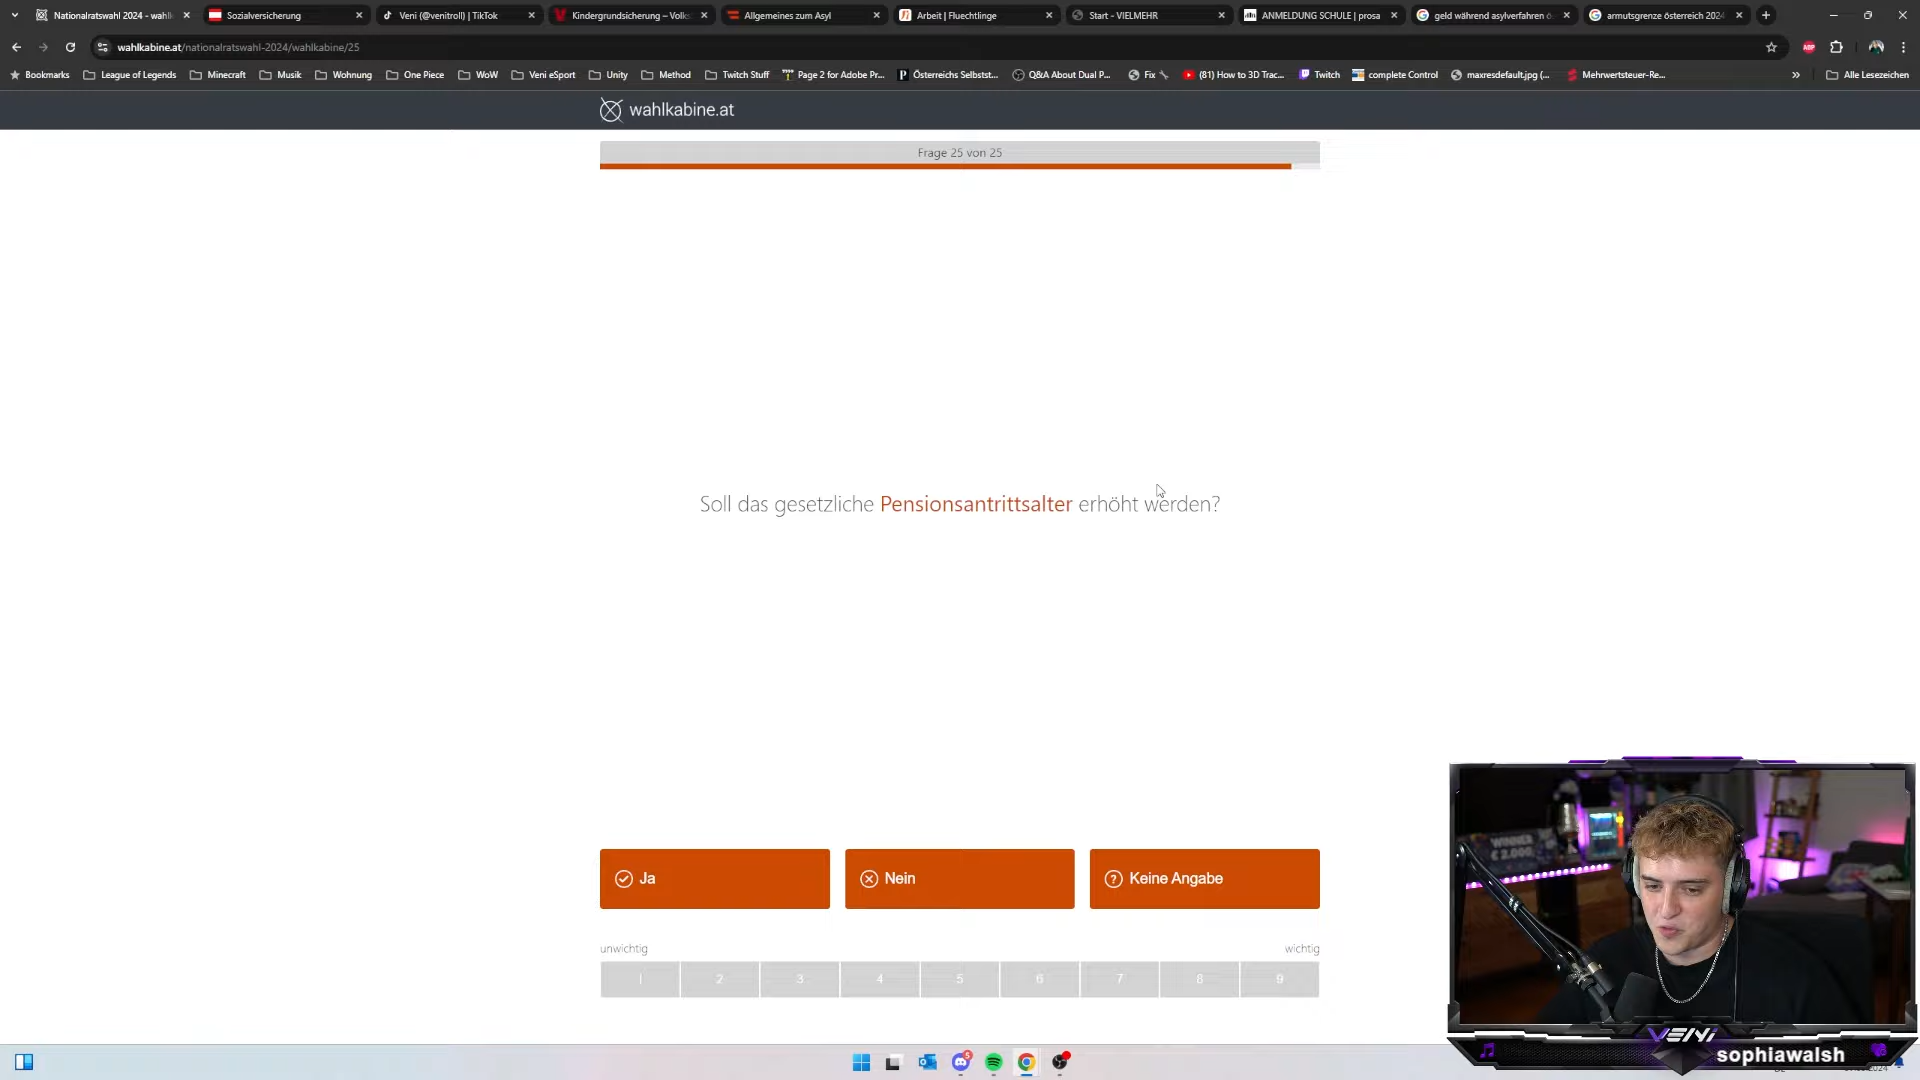 Nationalratswahl 2024 - wahlk
Sozialversicherung
Veni (@venitroll) | TikTok
Kindergrundsicherung – Volks
Allgemeines zum Asyl
Arbeit | Fluechtlinge
Start - VIELMEHR
ANMELDUNG SCHULE | prosa
geld während asylverfahren ö
armutsgrenze österreich 2024
wahlkabine.at/nationalratswahl-2024/wahlkabine/25
ABP
Bookmarks
League of Legends
Minecraft
Musik
Wohnung
One Piece
WoW
Veni eSport
Unity
Method
Twitch Stuff
Page 2 for Adobe Pr...
Österreichs Selbstst...
Q&A About Dual P...
Fix
(81) How to 3D Trac...
Twitch
complete Control
maxresdefault.jpg (...
Mehrwertsteuer-Re...
»
Alle Lesezeichen
wahlkabine.at
Frage 25 von 25
Soll das gesetzliche Pensionsantrittsalter erhöht werden?
Ja
Nein
Keine Angabe
unwichtig
wichtig
1 2 3 4 5 6 7 8 9
WINNER
€ 2.000
VENI
sophiawalsh